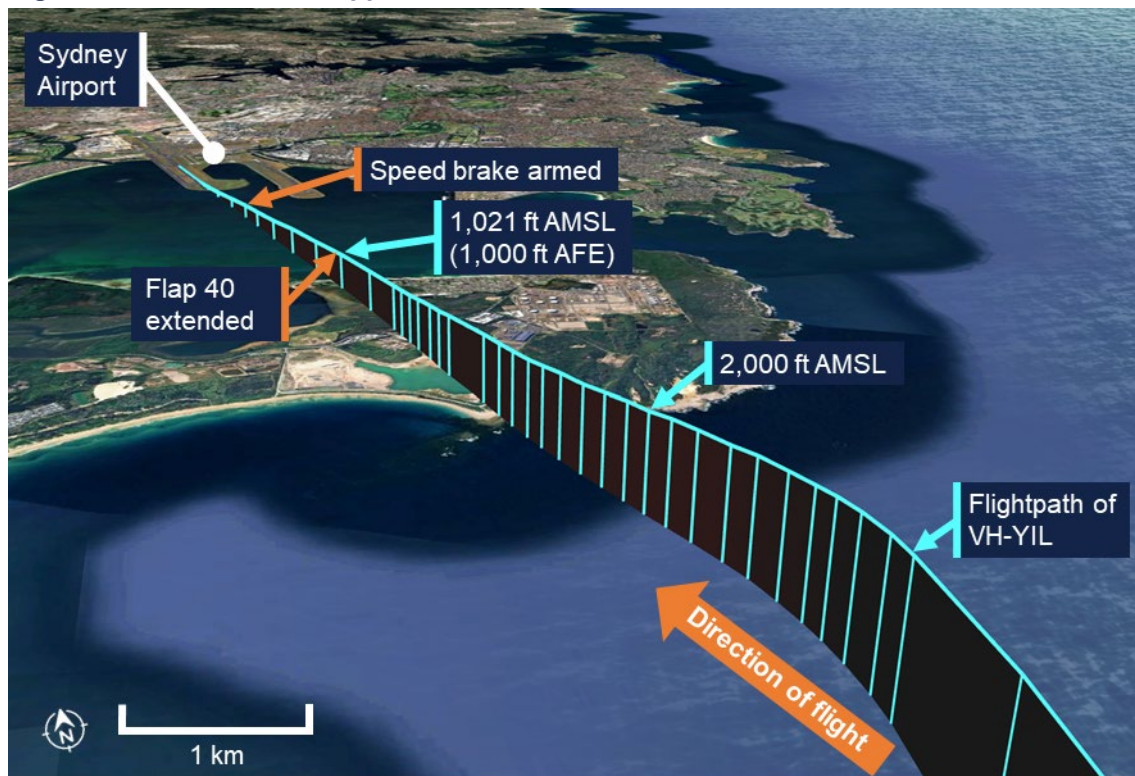 Sydney
Airport
Speed brake armed
1,021 ft AMSL
(1,000 ft AFE)
Flap 40
extended
2,000 ft AMSL
Flightpath of
VH-YIL
Direction of flight
N
1 km